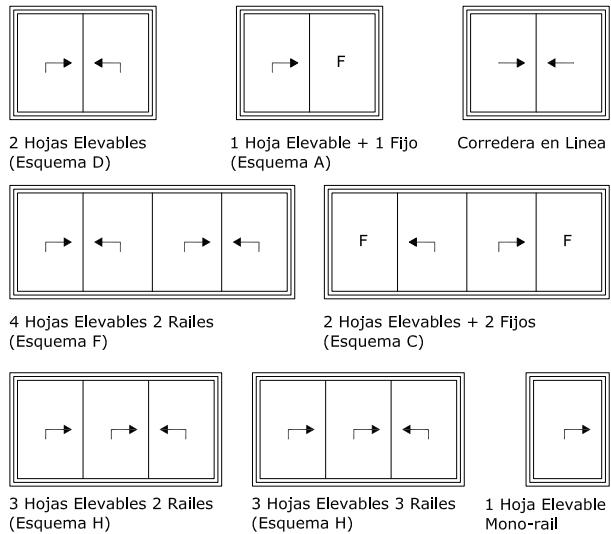 F
2 Hojas Elevables
(Esquema D)
1 Hoja Elevable + 1 Fijo
(Esquema A)
Corredera en Linea
F
F
4 Hojas Elevables 2 Railes
(Esquema F)
2 Hojas Elevables + 2 Fijos
(Esquema C)
3 Hojas Elevables 2 Railes
(Esquema H)
3 Hojas Elevables 3 Railes
(Esquema H)
1 Hoja Elevable
Mono-rail